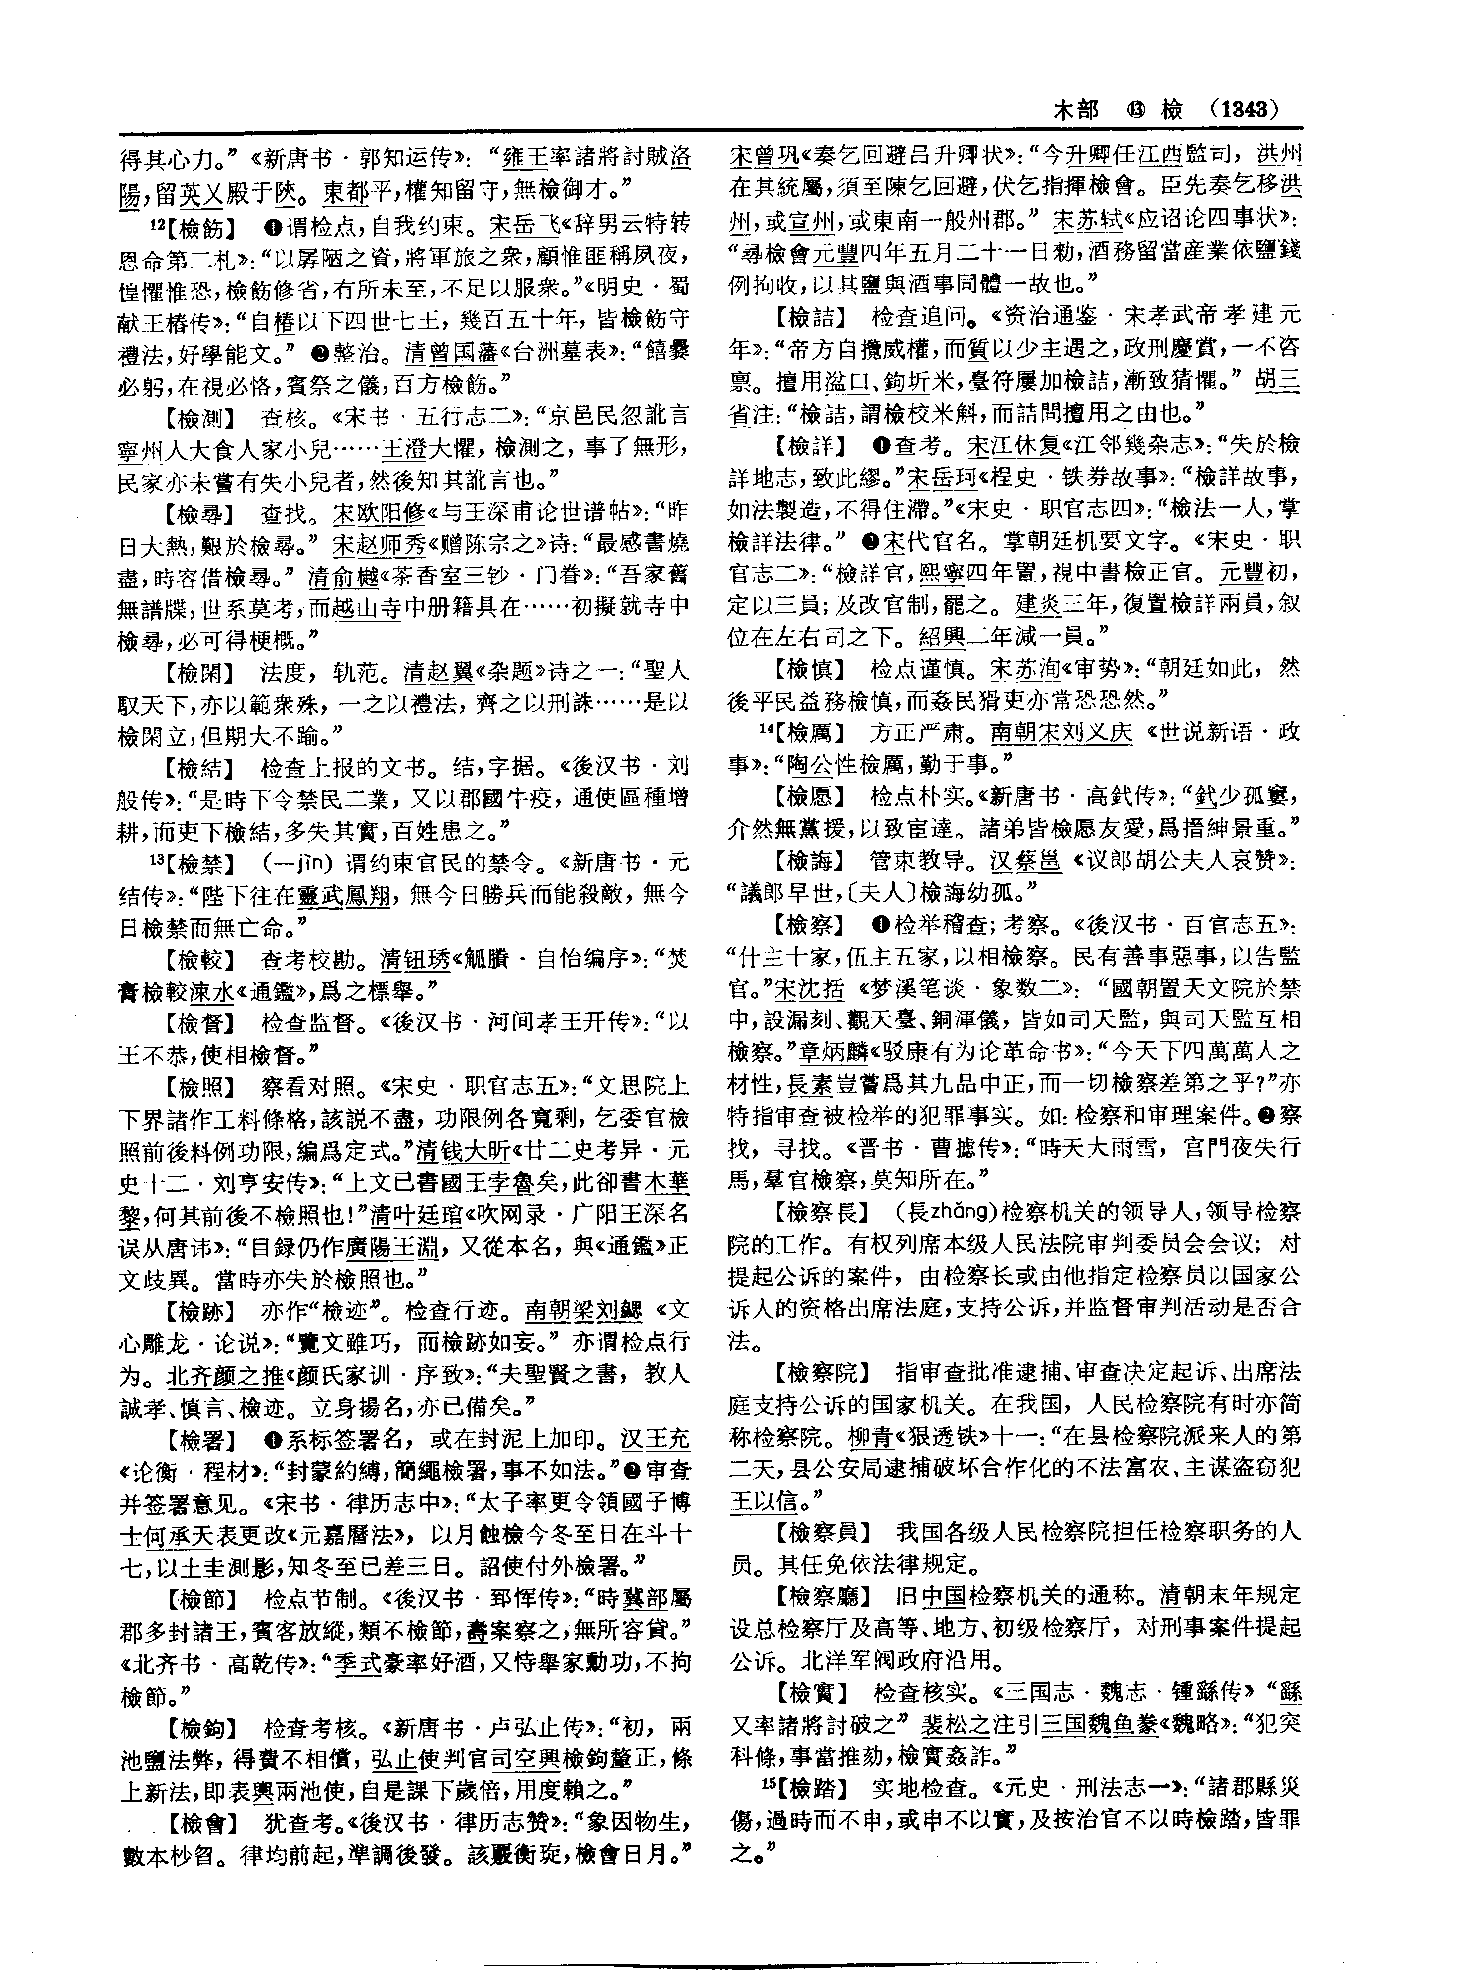 木部 ⑬ 檢 （1343）
得其心力。”《新唐书·郭知运传》：“雍王率諸將討賊洛
陽，留英乂殿于陝。東都平，權知留守，無檢御才。”
12【檢飭】 ❶谓检点，自我约束。宋岳飞《辞男云特转
恩命第二札》：“以孱陋之資，將軍旅之衆，顧惟匪稱夙夜，
惶懼惟恐，檢飭修省，有所未至，不足以服衆。”《明史·蜀
献王椿传》：“自椿以下四世七王，幾百五十年，皆檢飭守
禮法，好學能文。”❷整治。清曾国藩《台洲墓表》：“饎爨
必躬，在視必恪，賓祭之儀，百方檢飭。”
【檢測】 查核。《宋书·五行志二》：“京邑民忽訛言
寧州人大食人家小兒……王澄大懼，檢測之，事了無形，
民家亦未嘗有失小兒者，然後知其訛言也。”
【檢尋】 查找。宋欧阳修《与王深甫论世谱帖》：“昨
日大熱，艱於檢尋。”宋赵师秀《赠陈宗之》诗：“最感書燒
盡，時容借檢尋。”清俞樾《茶香室三钞·门眷》：“吾家舊
無譜牒，世系莫考，而越山寺中册籍具在……初擬就寺中
檢尋，必可得梗概。”
【檢閑】 法度，轨范。清赵翼《杂题》诗之一：“聖人
馭天下，亦以範衆殊，一之以禮法，齊之以刑誅……是以
檢閑立，但期大不踰。”
【檢結】 检查上报的文书。结，字据。《後汉书·刘
般传》：“是時下令禁民二業，又以郡國牛疫，通使區種增
耕，而吏下檢結，多失其實，百姓患之。”
13【檢禁】 （—jìn）谓约束官民的禁令。《新唐书·元
结传》：“陛下往在靈武鳳翔，無今日勝兵而能殺敵，無今
日檢禁而無亡命。”
【檢較】 查考校勘。清钮琇《觚賸·自怡编序》：“焚
膏檢較涑水《通鑑》，爲之標舉。”
【檢督】 检查监督。《後汉书·河间孝王开传》：“以
王不恭，使相檢督。”
【檢照】 察看对照。《宋史·职官志五》：“文思院上
下界諸作工料條格，該説不盡，功限例各寬剩，乞委官檢
照前後料例功限，編爲定式。”清钱大昕《廿二史考异·元
史十二·刘亨安传》：“上文已書國王孛魯矣，此卻書木華
黎，何其前後不檢照也！”清叶廷琯《吹网录·广阳王深名
误从唐讳》：“目録仍作廣陽王淵，又從本名，與《通鑑》正
文歧異。當時亦失於檢照也。”
【檢跡】 亦作“檢迹”。检查行迹。南朝梁刘勰《文
心雕龙·论说》：“覽文雖巧，而檢跡如妄。”亦谓检点行
为。北齐颜之推《颜氏家训·序致》：“夫聖賢之書，教人
誠孝、慎言、檢迹。立身揚名，亦已備矣。”
【檢署】 ❶系标签署名，或在封泥上加印。汉王充
《论衡·程材》：“封蒙約縛，簡繩檢署，事不如法。”❷审查
并签署意见。《宋书·律历志中》：“太子率更令領國子博
士何承天表更改《元嘉曆法》，以月蝕檢今冬至日在斗十
七，以土圭測影，知冬至已差三日。詔使付外檢署。”
【檢節】 检点节制。《後汉书·郅恽传》：“時冀部屬
郡多封諸王，賓客放縱，類不檢節，壽案察之，無所容貸。”
《北齐书·高乾传》：“季式豪率好酒，又恃舉家勳功，不拘
檢節。”
【檢鉤】 检查考核。《新唐书·卢弘止传》：“初，兩
池鹽法弊，得費不相償，弘止使判官司空興檢鉤釐正，條
上新法，即表興兩池使，自是課下歲倍，用度賴之。”
【檢會】 犹查考。《後汉书·律历志赞》：“象因物生，
數本杪曶。律均前起，準調後發。該覈衡琁，檢會日月。”
宋曾巩《奏乞回避吕升卿状》：“今升卿任江西監司，洪州
在其統屬，須至陳乞回避，伏乞指揮檢會。臣先奏乞移洪
州，或宣州，或東南一般州郡。”宋苏轼《应诏论四事状》：
“尋檢會元豐四年五月二十一日勑，酒務留當産業依鹽錢
例拘收，以其鹽與酒事同體一故也。”
【檢詰】 检查追问。《资治通鉴·宋孝武帝孝建元
年》：“帝方自攬威權，而質以少主遇之，政刑慶賞，一不咨
禀。擅用湓口、鉤圻米，臺符屢加檢詰，漸致猜懼。”胡三
省注：“檢詰，謂檢校米斛，而詰問擅用之由也。”
【檢詳】 ❶查考。宋江休复《江邻幾杂志》：“失於檢
詳地志，致此繆。”宋岳珂《桯史·铁券故事》：“檢詳故事，
如法製造，不得住滯。”《宋史·职官志四》：“檢法一人，掌
檢詳法律。”❷宋代官名。掌朝廷机要文字。《宋史·职
官志二》：“檢詳官，熙寧四年置，視中書檢正官。元豐初，
定以三員；及改官制，罷之。建炎三年，復置檢詳兩員，叙
位在左右司之下。紹興二年減一員。”
【檢慎】 检点谨慎。宋苏洵《审势》：“朝廷如此，然
後平民益務檢慎，而姦民猾吏亦常恐恐然。”
14【檢厲】 方正严肃。南朝宋刘义庆《世说新语·政
事》：“陶公性檢厲，勤于事。”
【檢愿】 检点朴实。《新唐书·高釴传》：“釴少孤窶，
介然無黨援，以致宦達。諸弟皆檢愿友愛，爲搢紳景重。”
【檢誨】 管束教导。汉蔡邕《议郎胡公夫人哀赞》：
“議郎早世，〔夫人〕檢誨幼孤。”
【檢察】 ❶检举稽查；考察。《後汉书·百官志五》：
“什主十家，伍主五家，以相檢察。民有善事惡事，以告監
官。”宋沈括《梦溪笔谈·象数二》：“國朝置天文院於禁
中，設漏刻、觀天臺、銅渾儀，皆如司天監，與司天監互相
檢察。”章炳麟《驳康有为论革命书》：“今天下四萬萬人之
材性，長素豈嘗爲其九品中正，而一切檢察差第之乎？”亦
特指审查被检举的犯罪事实。如：检察和审理案件。❷察
找，寻找。《晋书·曹摅传》：“時天大雨雪，宫門夜失行
馬，羣官檢察，莫知所在。”
【檢察長】 （長zhǎng）检察机关的领导人，领导检察
院的工作。有权列席本级人民法院审判委员会会议；对
提起公诉的案件，由检察长或由他指定检察员以国家公
诉人的资格出席法庭，支持公诉，并监督审判活动是否合
法。
【檢察院】 指审查批准逮捕、审查决定起诉、出席法
庭支持公诉的国家机关。在我国，人民检察院有时亦简
称检察院。柳青《狠透铁》十一：“在县检察院派来人的第
二天，县公安局逮捕破坏合作化的不法富农、主谋盗窃犯
王以信。”
【檢察員】 我国各级人民检察院担任检察职务的人
员。其任免依法律规定。
【檢察廳】 旧中国检察机关的通称。清朝末年规定
设总检察厅及高等、地方、初级检察厅，对刑事案件提起
公诉。北洋军阀政府沿用。
【檢實】 检查核实。《三国志·魏志·锺繇传》“繇
又率諸將討破之”裴松之注引三国魏鱼豢《魏略》：“犯突
科條，事當推劾，檢實姦詐。”
15【檢踏】 实地检查。《元史·刑法志一》：“諸郡縣災
傷，過時而不申，或申不以實，及按治官不以時檢踏，皆罪
之。”